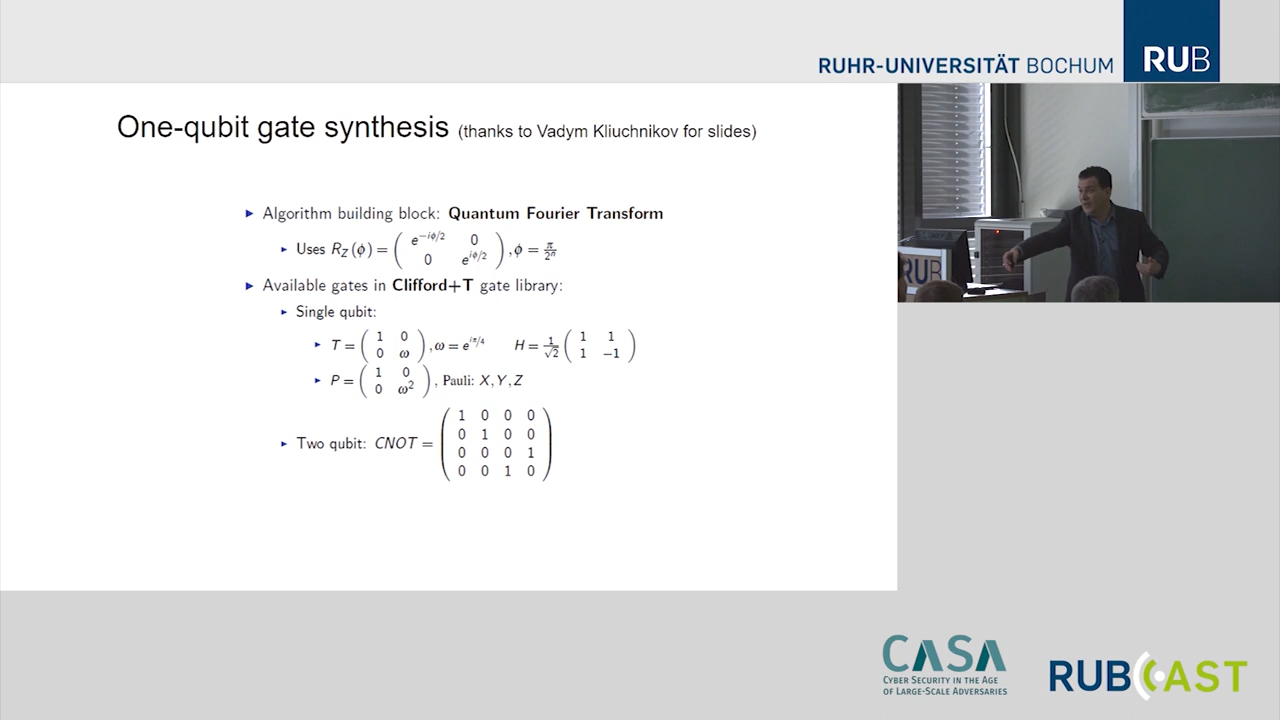 RUHR-UNIVERSITÄT BOCHUM RUB
One-qubit gate synthesis (thanks to Vadym Kliuchnikov for slides)
▶ Algorithm building block: Quantum Fourier Transform
▶ Uses R_Z(ϕ) = ( e^{-iϕ/2} 0 ; 0 e^{iϕ/2} ), ϕ = π/2^n
▶ Available gates in Clifford+T gate library:
▶ Single qubit:
▶ T = ( 1 0 ; 0 ω ), ω = e^{iπ/4} H = 1/√2 ( 1 1 ; 1 −1 )
▶ P = ( 1 0 ; 0 ω² ), Pauli: X, Y, Z
▶ Two qubit: CNOT = ( 1 0 0 0 ; 0 1 0 0 ; 0 0 0 1 ; 0 0 1 0 )
RUB
CASA
CYBER SECURITY IN THE AGE
OF LARGE-SCALE ADVERSARIES
RUBCAST